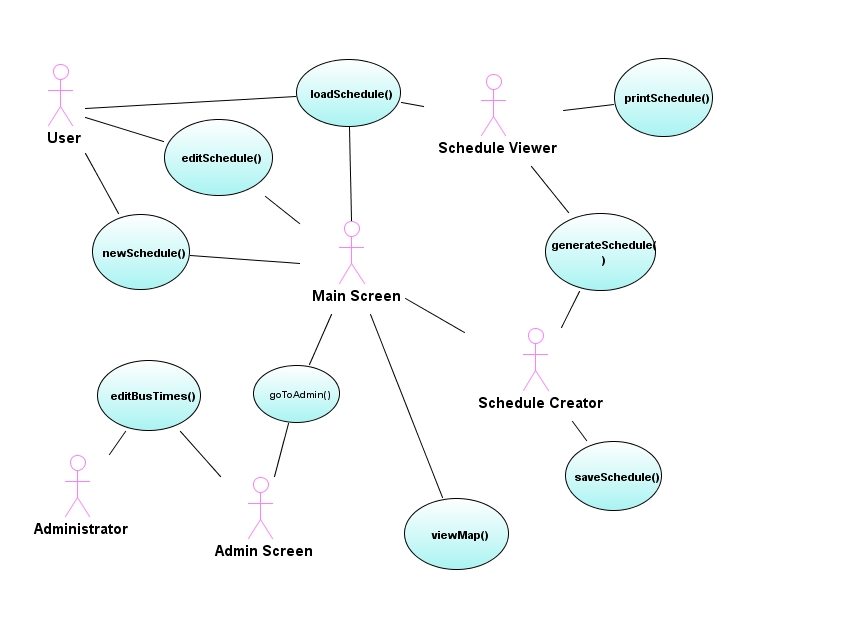 loadSchedule()
printSchedule()
User
Schedule Viewer
editSchedule()
newSchedule()
generateSchedule(
)
Main Screen
editBusTimes()
goToAdmin()
Schedule Creator
saveSchedule()
Administrator
Admin Screen
viewMap()